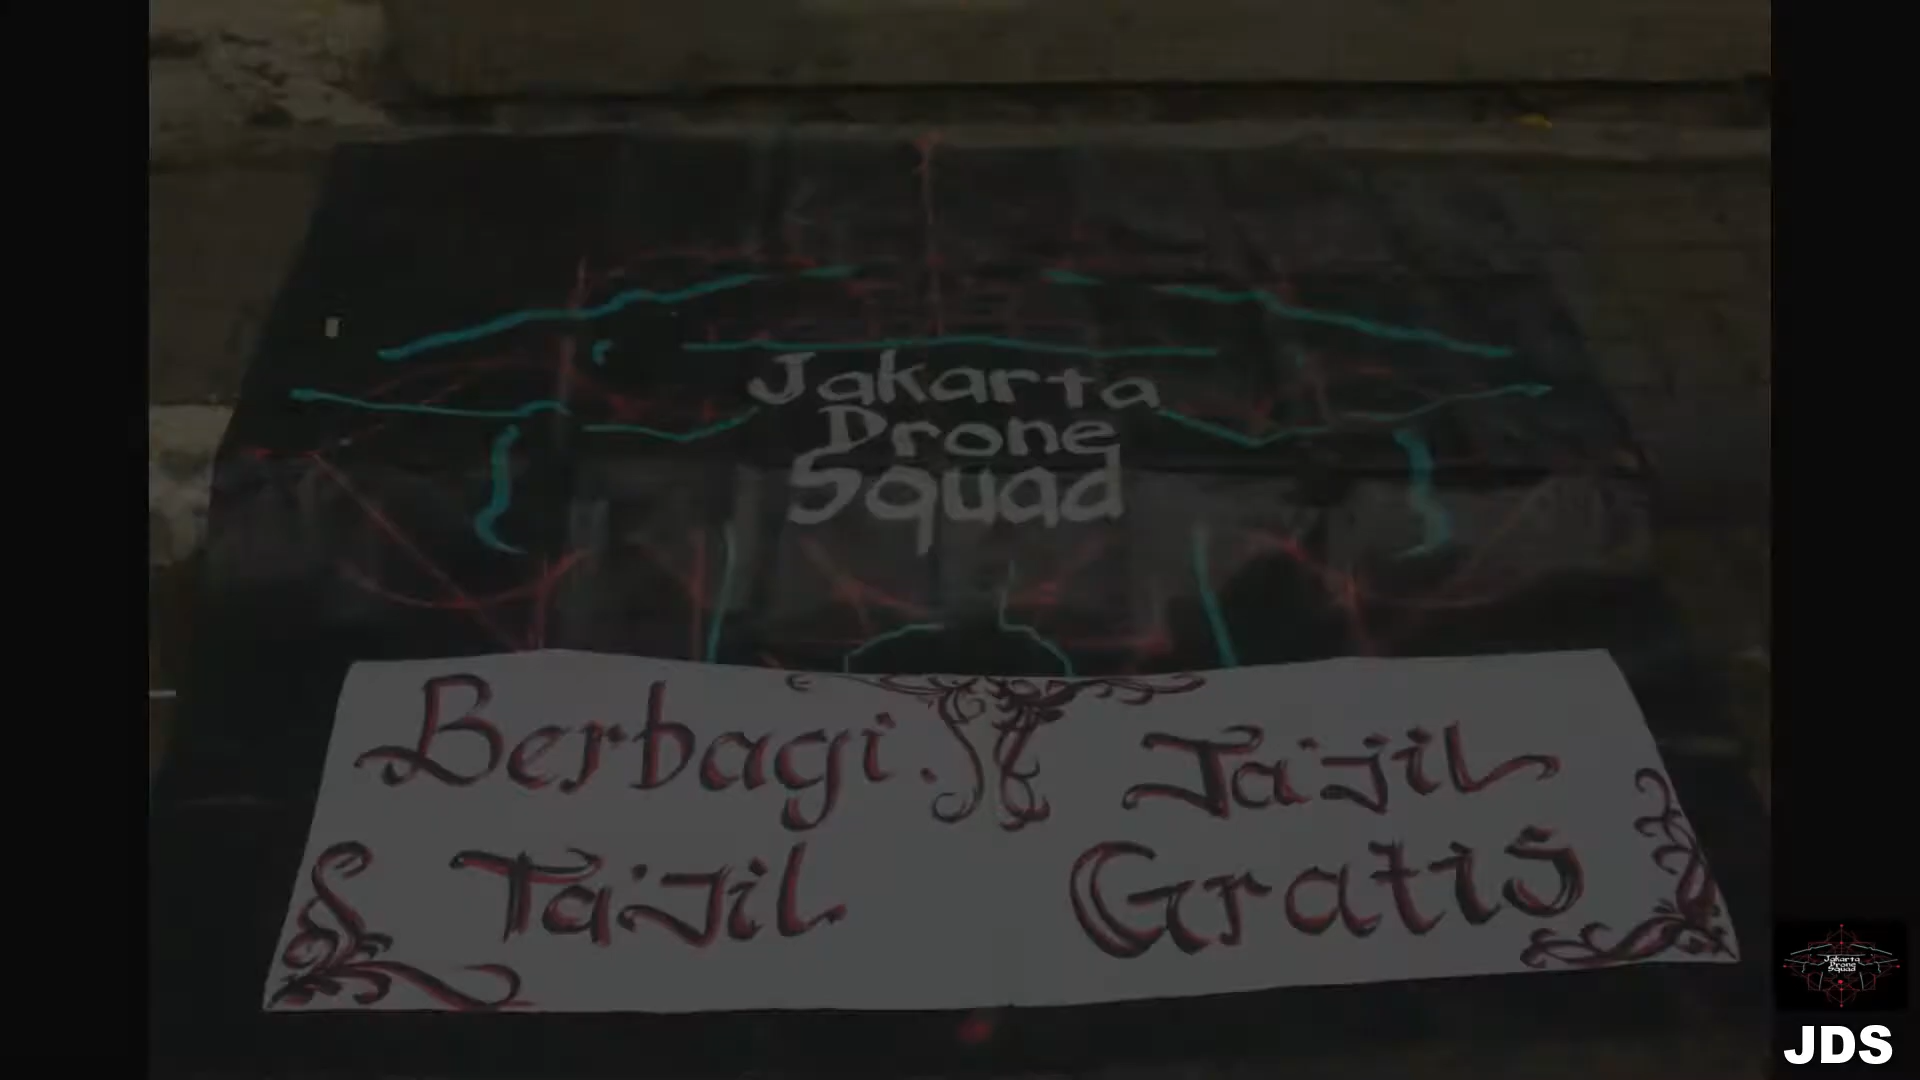 Jakarta
Drone
Squad
Berbagi.
Ta'Jil
Ta'jil
Gratis
Jakarta
Drone
Squad
JDS